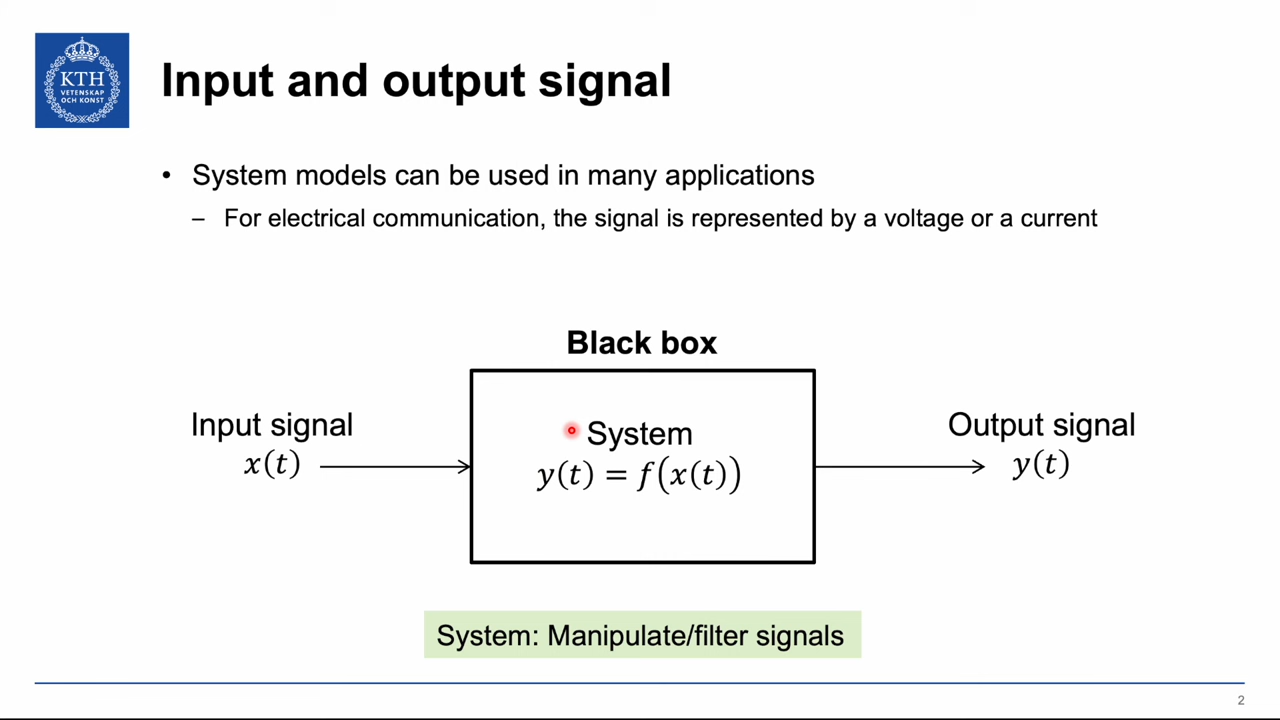 KTH
VETENSKAP
OCH KONST
Input and output signal
• System models can be used in many applications
– For electrical communication, the signal is represented by a voltage or a current
Black box
Input signal
x(t)
System
y(t) = f(x(t))
Output signal
y(t)
System: Manipulate/filter signals
2